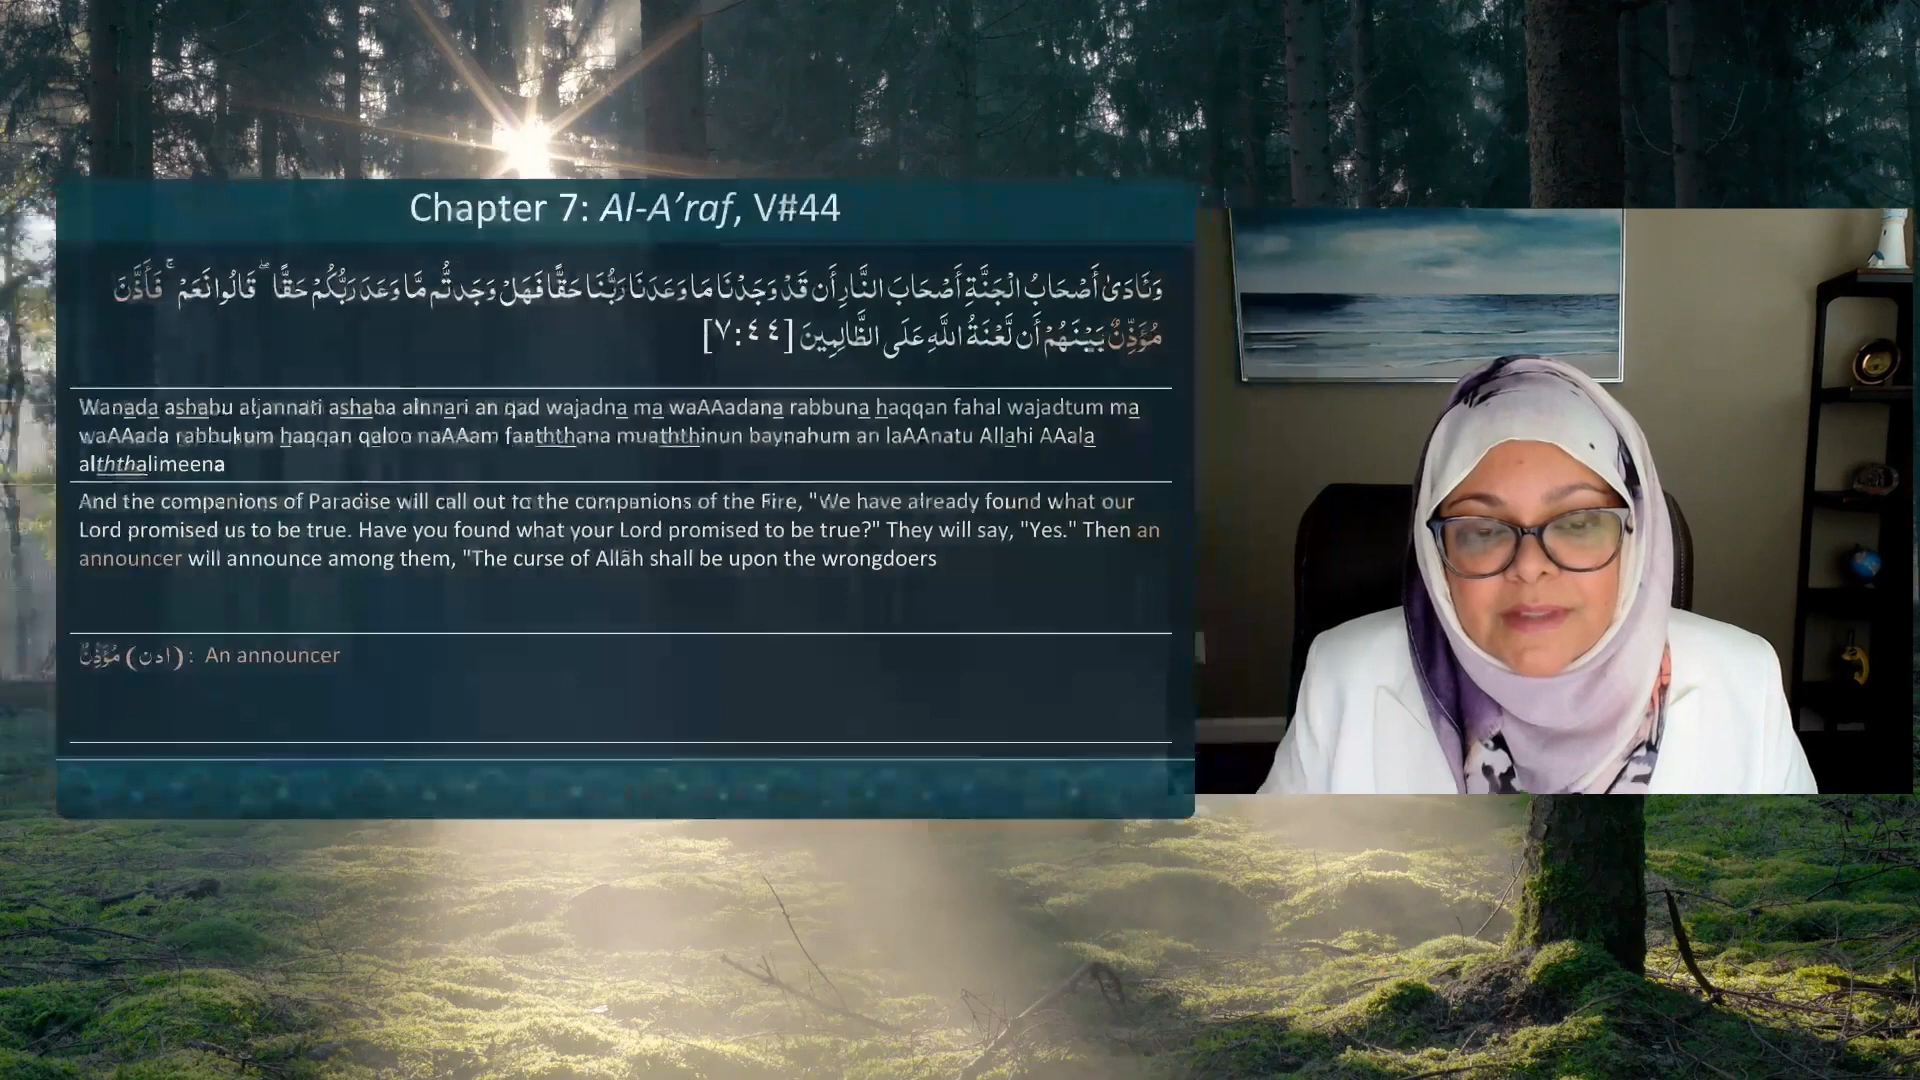 Chapter 7: Al-A’raf, V#44
وَنَادَىٰ أَصْحَابُ الْجَنَّةِ أَصْحَابَ النَّارِ أَن قَدْ وَجَدْنَا مَا وَعَدَنَا رَبُّنَا حَقًّا فَهَلْ وَجَدتُّم مَّا وَعَدَ رَبُّكُمْ حَقًّا ۖ قَالُوا نَعَمْ ۚ فَأَذَّنَ
مُؤَذِّنٌ بَيْنَهُمْ أَن لَّعْنَةُ اللَّهِ عَلَى الظَّالِمِينَ [٧:٤٤]
Wanada ashabu aljannati ashaba alnnari an qad wajadna ma waAAadana rabbuna haqqan fahal wajadtum ma
waAAada rabbukum haqqan qaloo naAAam faaththana muaththinun baynahum an laAAnatu Allahi AAala
alththalimeena
And the companions of Paradise will call out to the companions of the Fire, "We have already found what our
Lord promised us to be true. Have you found what your Lord promised to be true?" They will say, "Yes." Then an
announcer will announce among them, "The curse of Allāh shall be upon the wrongdoers
مُؤَذِّنٌ (ادن) : An announcer